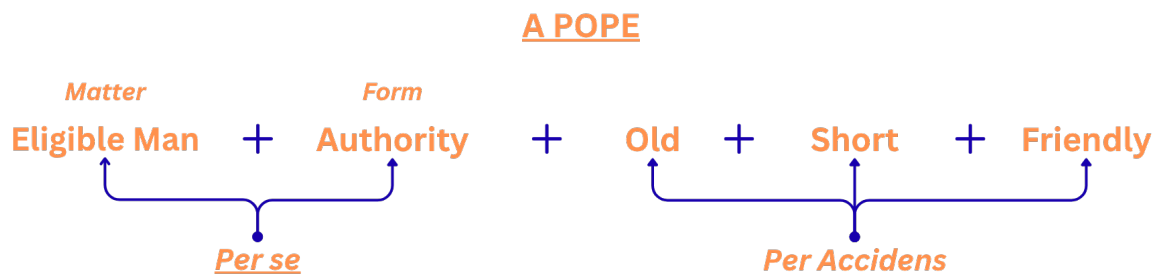 A POPE
Matter Form
Eligible Man + Authority + Old + Short + Friendly
Per se Per Accidens